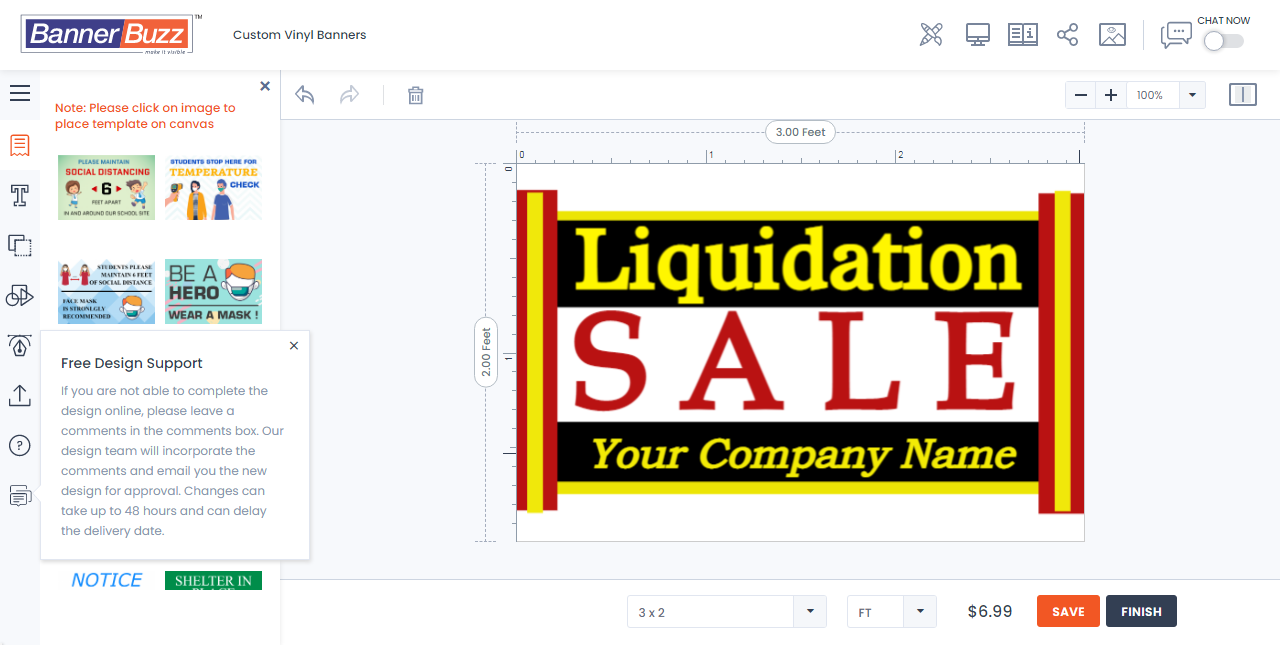 BannerBuzz
TM
make it visible
Custom Vinyl Banners
CHAT NOW
Note: Please click on image to
place template on canvas
100%
3.00 Feet
0
1
2
0
1
2.00 Feet
PLEASE MAINTAIN
SOCIAL DISTANCING
6
FEET APART
IN AND AROUND OUR SCHOOL SITE
STUDENTS STOP HERE FOR
TEMPERATURE
CHECK
STUDENTS PLEASE
MAINTAIN 6 FEET
OF SOCIAL DISTANCE
FACE MASK
IS STRONLGLY
RECOMMENDED
BE A
HERO
WEAR A MASK !
Free Design Support
If you are not able to complete the
design online, please leave a
comments in the comments box. Our
design team will incorporate the
comments and email you the new
design for approval. Changes can
take up to 48 hours and can delay
the delivery date.
NOTICE
SHELTER IN
PLACE
Liquidation
SALE
Your Company Name
3 x 2
FT
$6.99
SAVE
FINISH